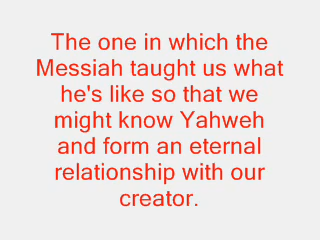 The one in which the
Messiah taught us what
he's like so that we
might know Yahweh
and form an eternal
relationship with our
creator.